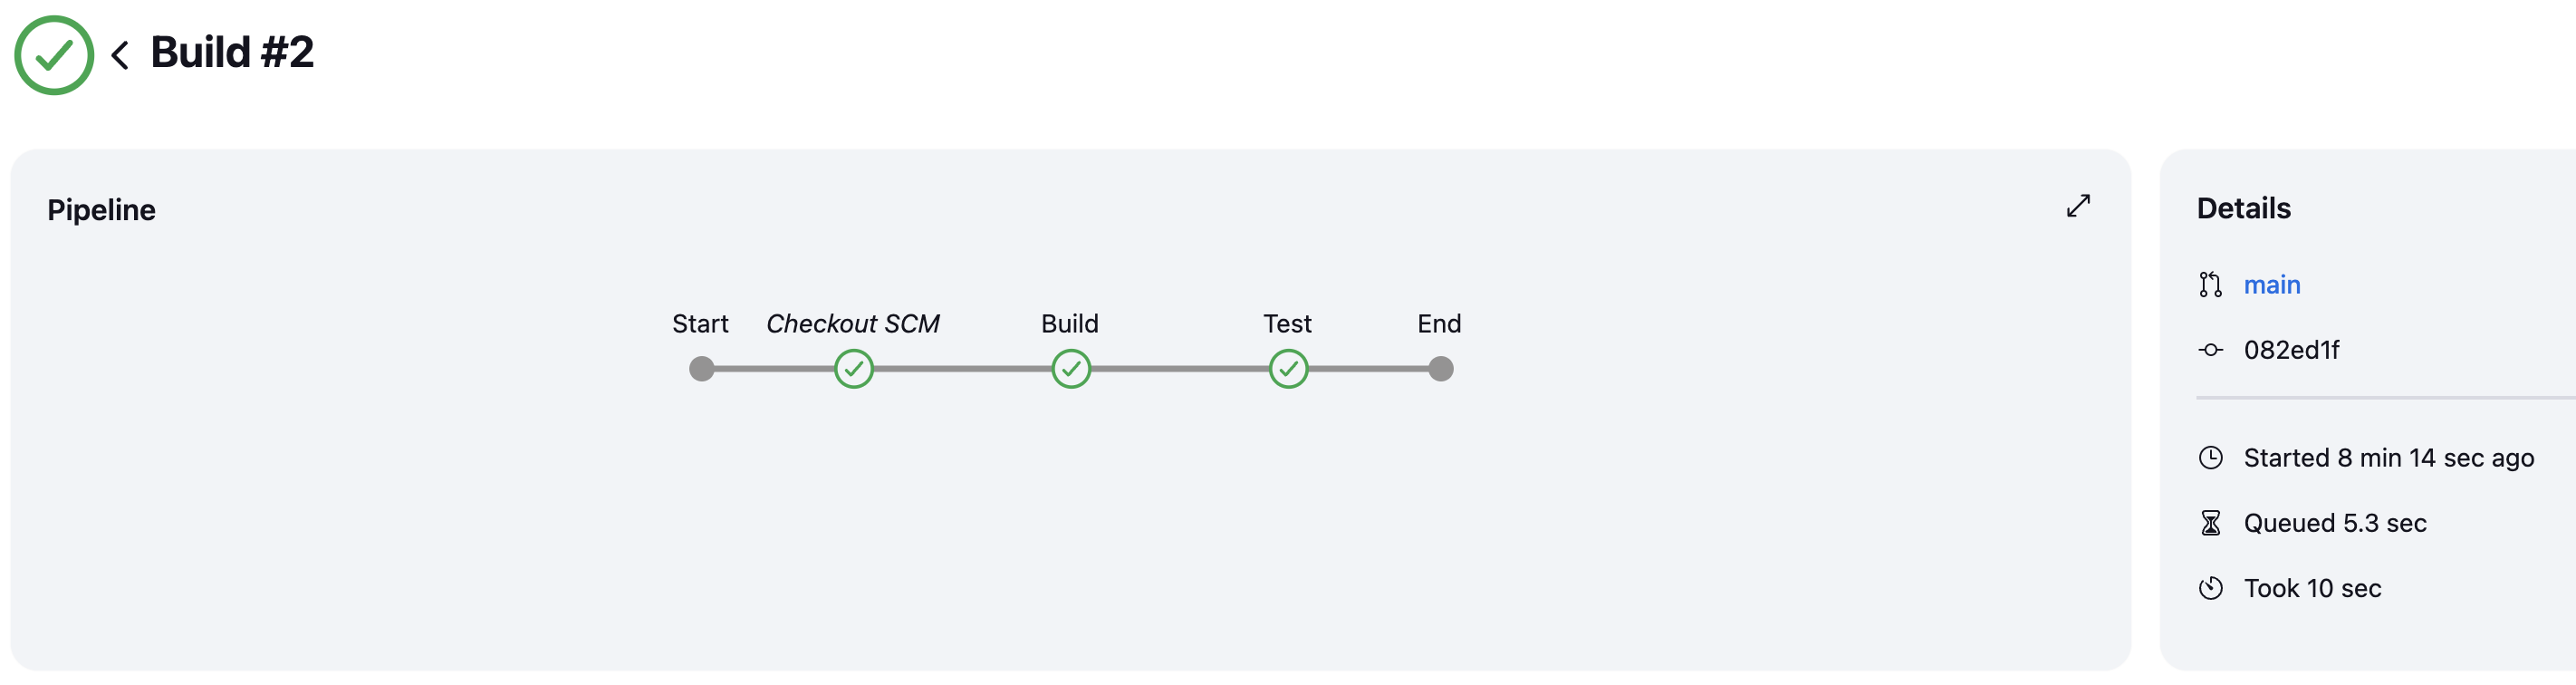 Build #2
Pipeline
Start
Checkout SCM
Build
Test
End
Details
main
082ed1f
Started 8 min 14 sec ago
Queued 5.3 sec
Took 10 sec